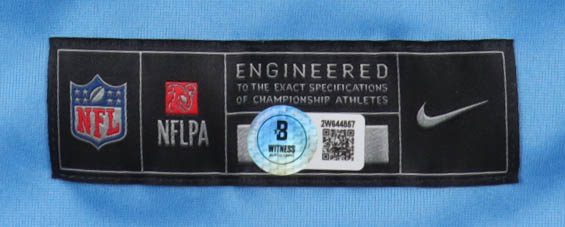 NFL
NFLPA
ENGINEERED
TO THE EXACT SPECIFICATIONS
OF CHAMPIONSHIP ATHLETES
B
WITNESS
2W644867